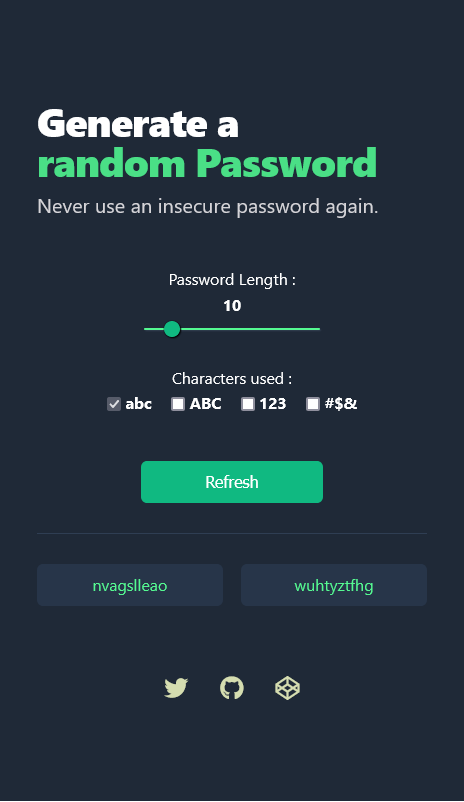 Generate a
random Password
Never use an insecure password again.
Password Length :
10
Characters used :
abc ABC 123 #$&
Refresh
nvagslleao wuhtyztfhg